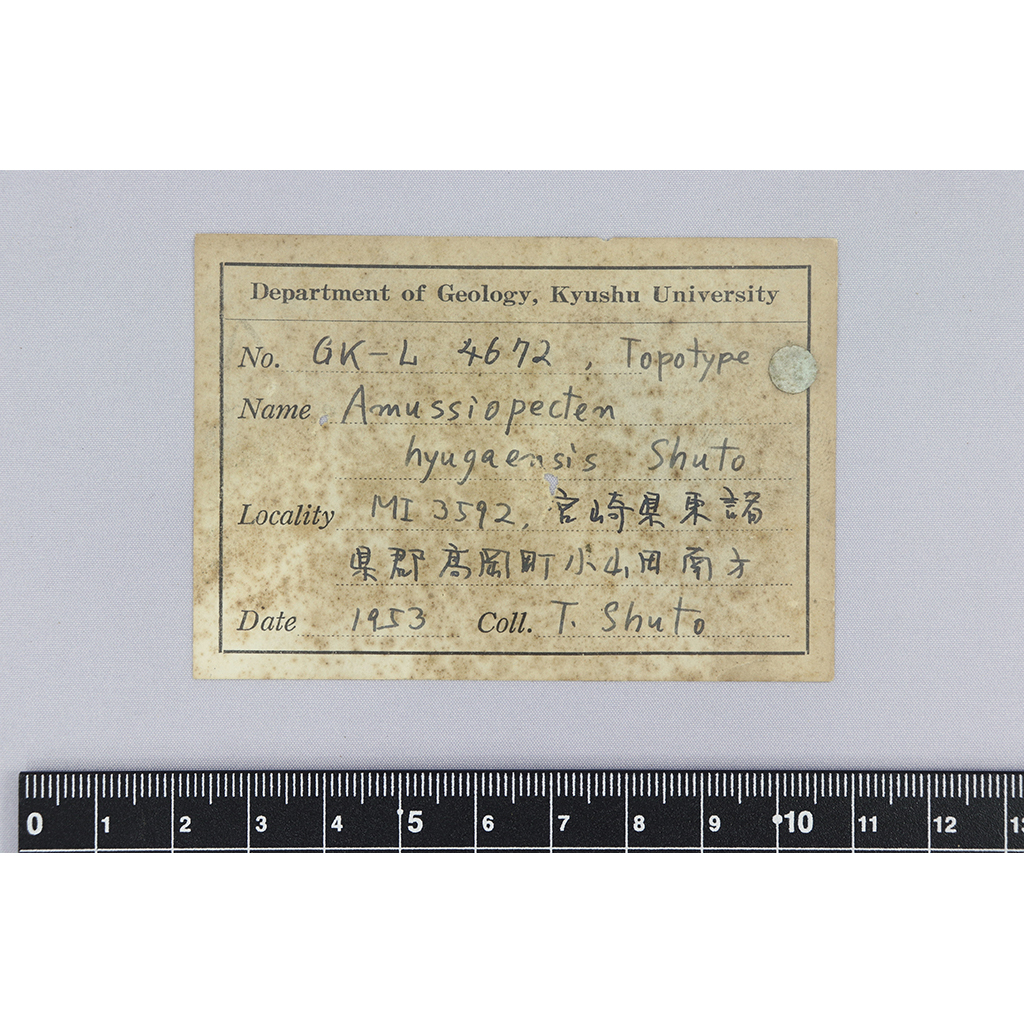 Department of Geology, Kyushu University
No. GK-L 4672, Topotype
Name Amussiopecten
hyugaensis Shuto
Locality MI 3592, 宮崎県東諸
県郡高岡町小山田南方
Date 1953 Coll. T. Shuto
0 1 2 3 4 5 6 7 8 9 10 11 12